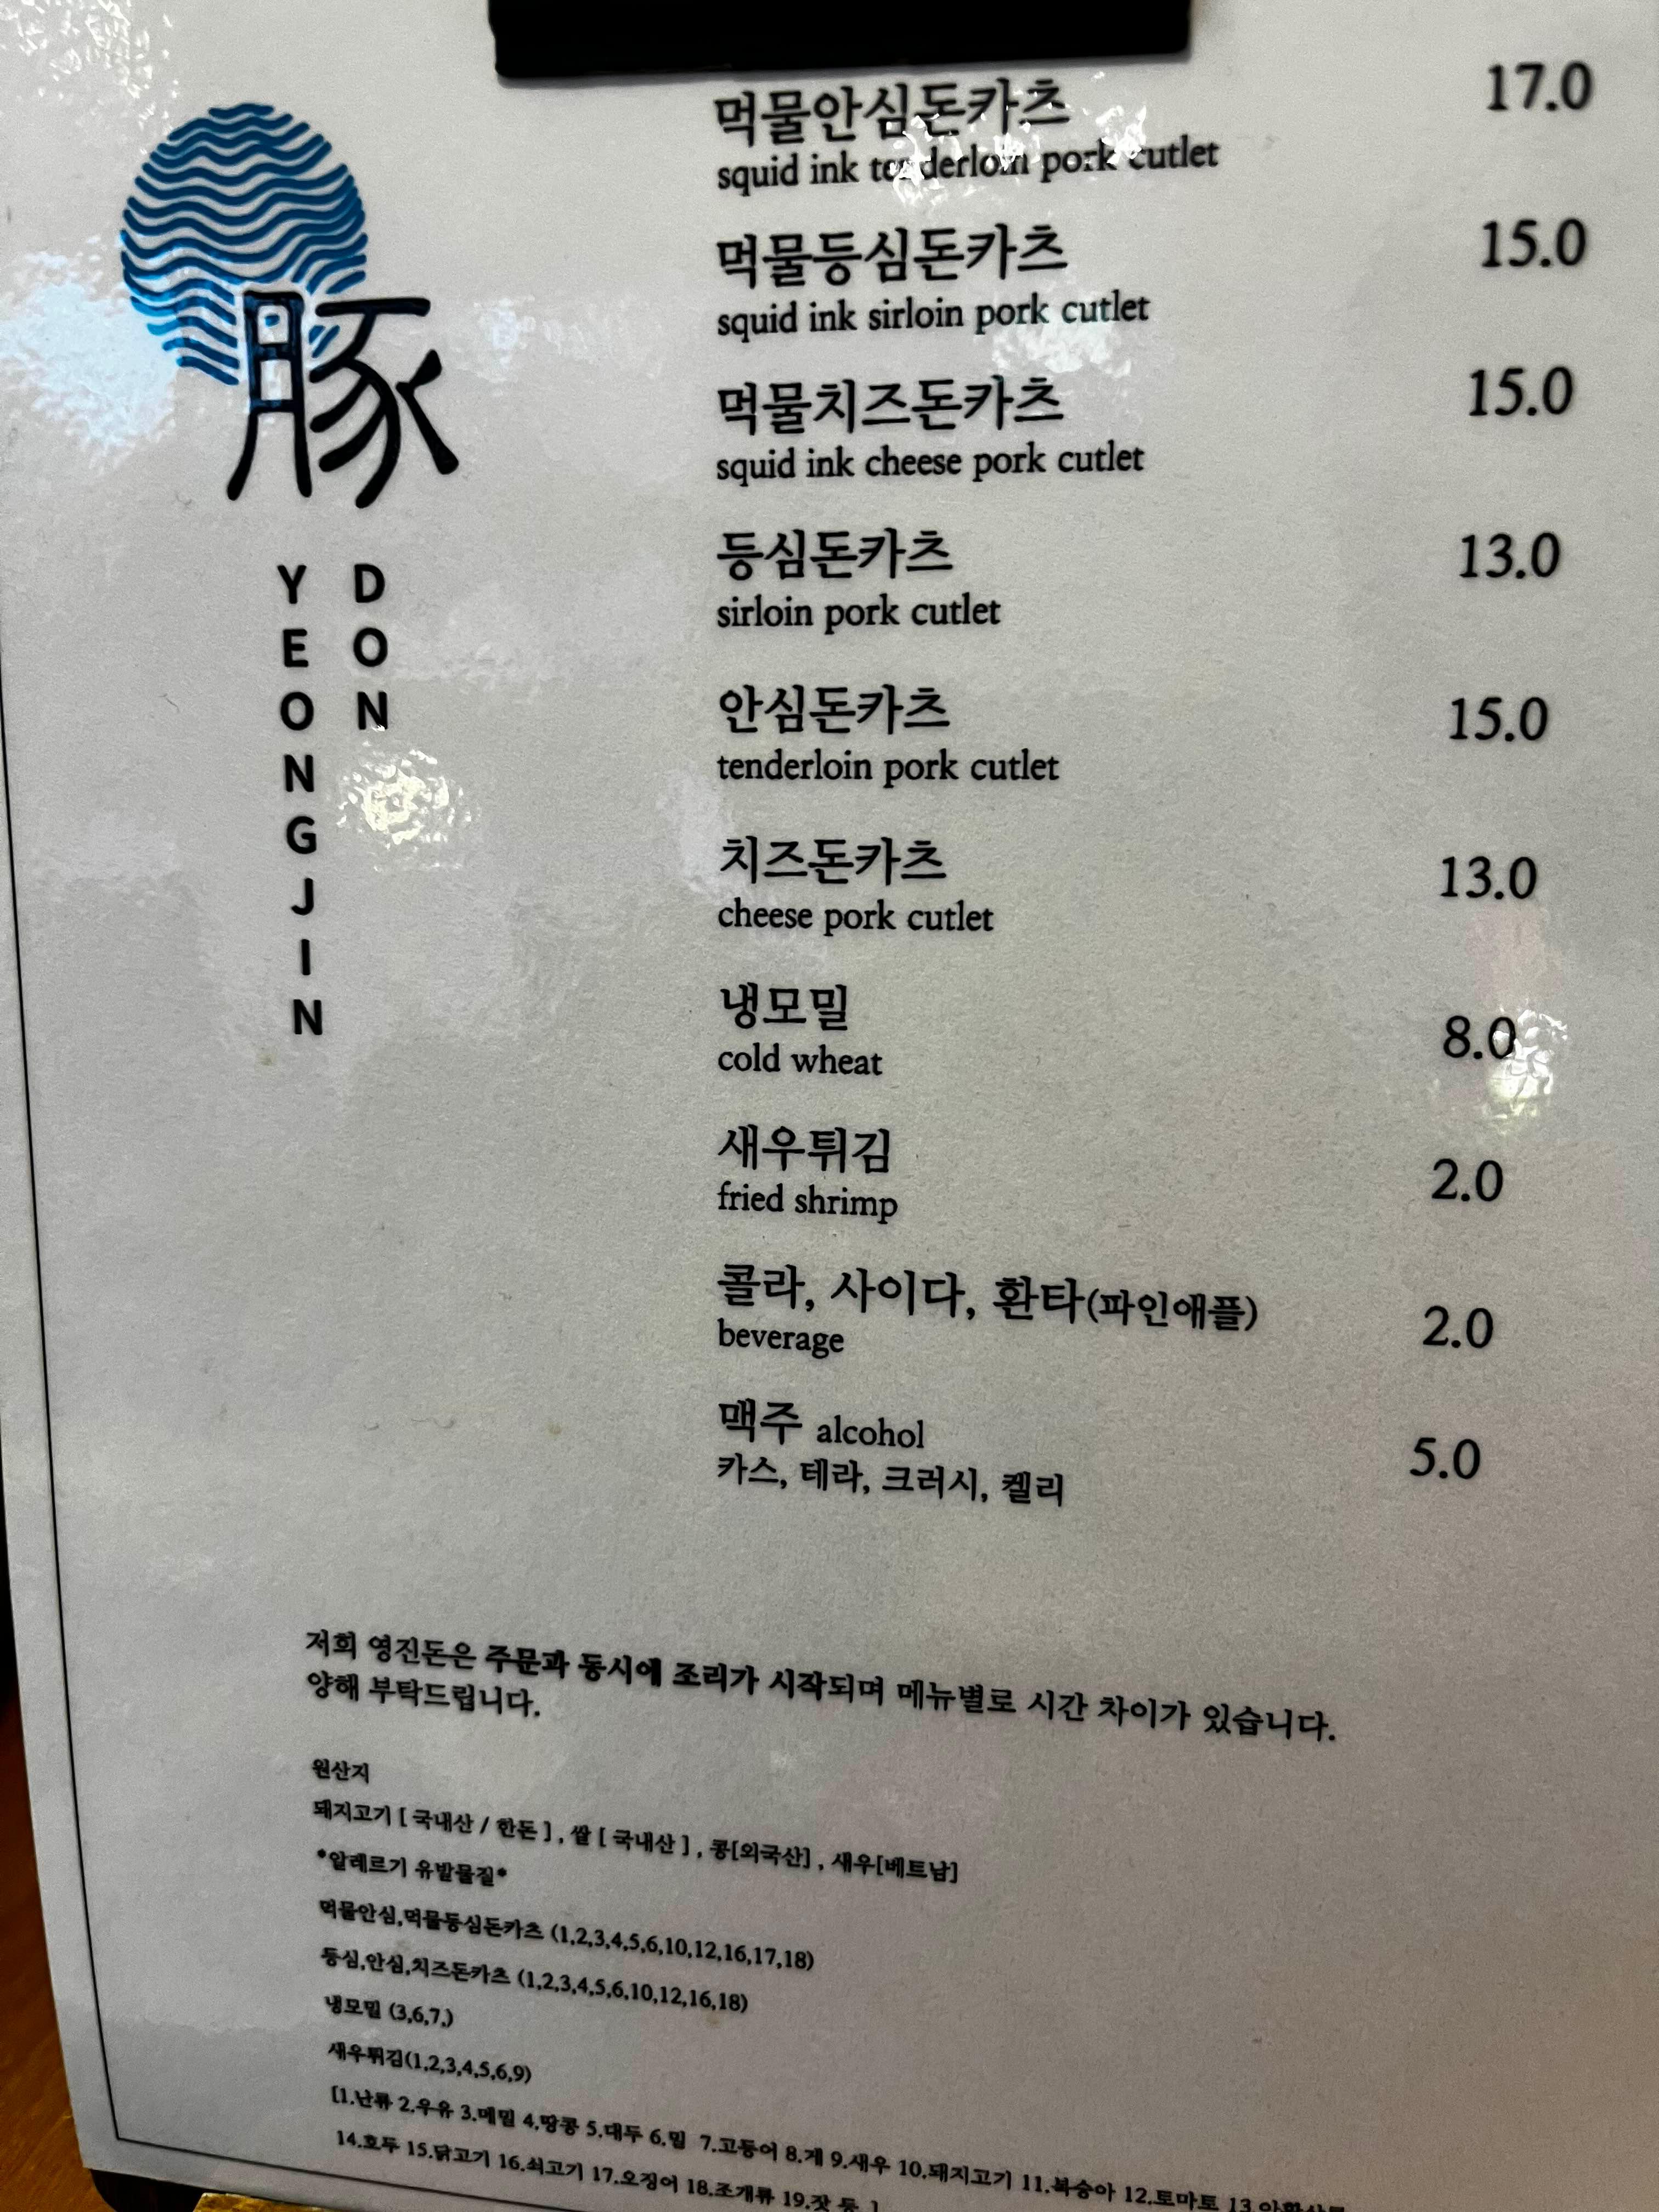 豚
YEONGJIN
DON
먹물안심돈카츠 17.0
squid ink tenderloin pork cutlet
먹물등심돈카츠 15.0
squid ink sirloin pork cutlet
먹물치즈돈카츠 15.0
squid ink cheese pork cutlet
등심돈카츠 13.0
sirloin pork cutlet
안심돈카츠 15.0
tenderloin pork cutlet
치즈돈카츠 13.0
cheese pork cutlet
냉모밀 8.0
cold wheat
새우튀김 2.0
fried shrimp
콜라, 사이다, 환타(파인애플) 2.0
beverage
맥주 alcohol 5.0
카스, 테라, 크러시, 켈리
저희 영진돈은 주문과 동시에 조리가 시작되며 메뉴별로 시간 차이가 있습니다.
양해 부탁드립니다.
원산지
돼지고기 [ 국내산 / 한돈 ] , 쌀 [ 국내산 ] , 콩[외국산] , 새우[베트남]
*알레르기 유발물질*
먹물안심,먹물등심돈카츠 (1,2,3,4,5,6,10,12,16,17,18)
등심,안심,치즈돈카츠 (1,2,3,4,5,6,10,12,16,18)
냉모밀 (3,6,7,)
새우튀김(1,2,3,4,5,6,9)
[1.난류 2.우유 3.메밀 4.땅콩 5.대두 6.밀 7.고등어 8.게 9.새우 10.돼지고기 11.복숭아 12.토마토 13.아황산류
14.호두 15.닭고기 16.쇠고기 17.오징어 18.조개류 19.잣 등 ]